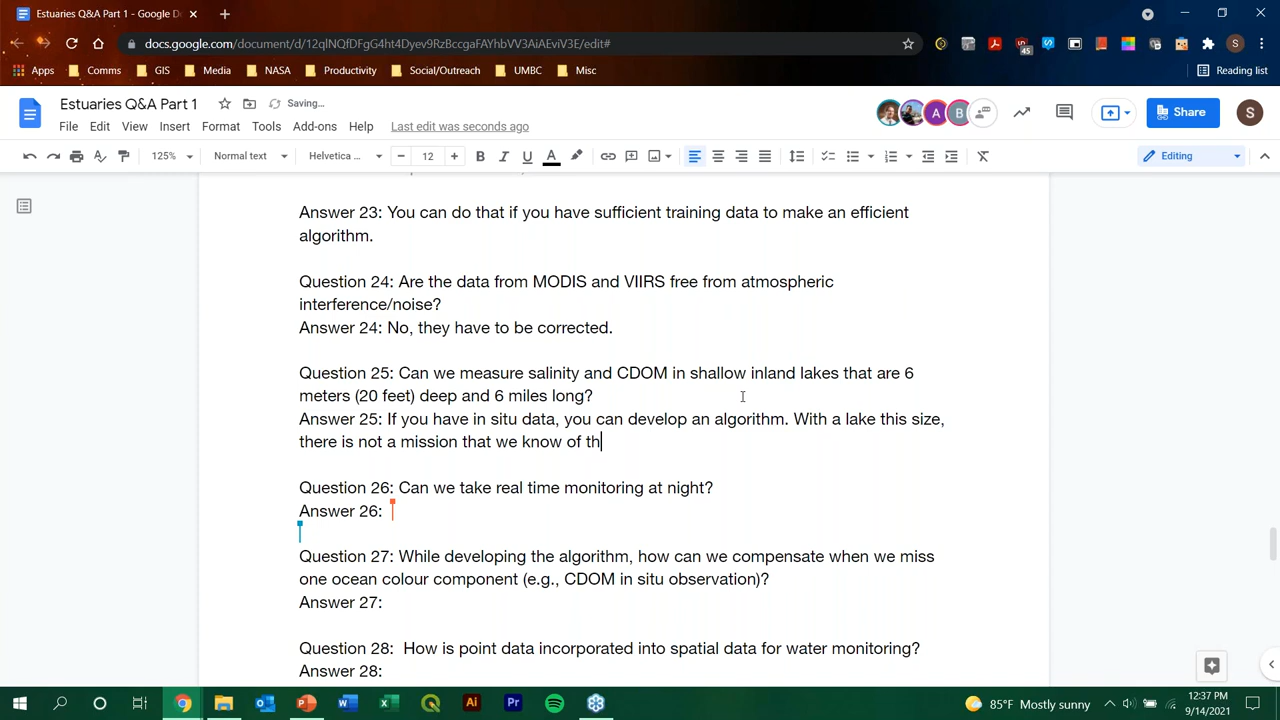 Estuaries Q&A Part 1 - Google D
docs.google.com/document/d/12qlNQfDFgG4ht4Dyev9RzBccgaFAYhbVV3AiAEviV3E/edit#
45
S
Apps
Comms
GIS
Media
NASA
Productivity
Social/Outreach
UMBC
Misc
Reading list
Estuaries Q&A Part 1
Saving...
A
B
Share
S
File
Edit
View
Insert
Format
Tools
Add-ons
Help
Last edit was seconds ago
125%
Normal text
Helvetica ...
12
B
I
U
A
Editing
Answer 23: You can do that if you have sufficient training data to make an efficient
algorithm.
Question 24: Are the data from MODIS and VIIRS free from atmospheric
interference/noise?
Answer 24: No, they have to be corrected.
Question 25: Can we measure salinity and CDOM in shallow inland lakes that are 6
meters (20 feet) deep and 6 miles long?
Answer 25: If you have in situ data, you can develop an algorithm. With a lake this size,
there is not a mission that we know of th
Question 26: Can we take real time monitoring at night?
Answer 26:
Question 27: While developing the algorithm, how can we compensate when we miss
one ocean colour component (e.g., CDOM in situ observation)?
Answer 27:
Question 28:  How is point data incorporated into spatial data for water monitoring?
Answer 28:
Ai
Pr
85°F Mostly sunny
12:37 PM
9/14/2021